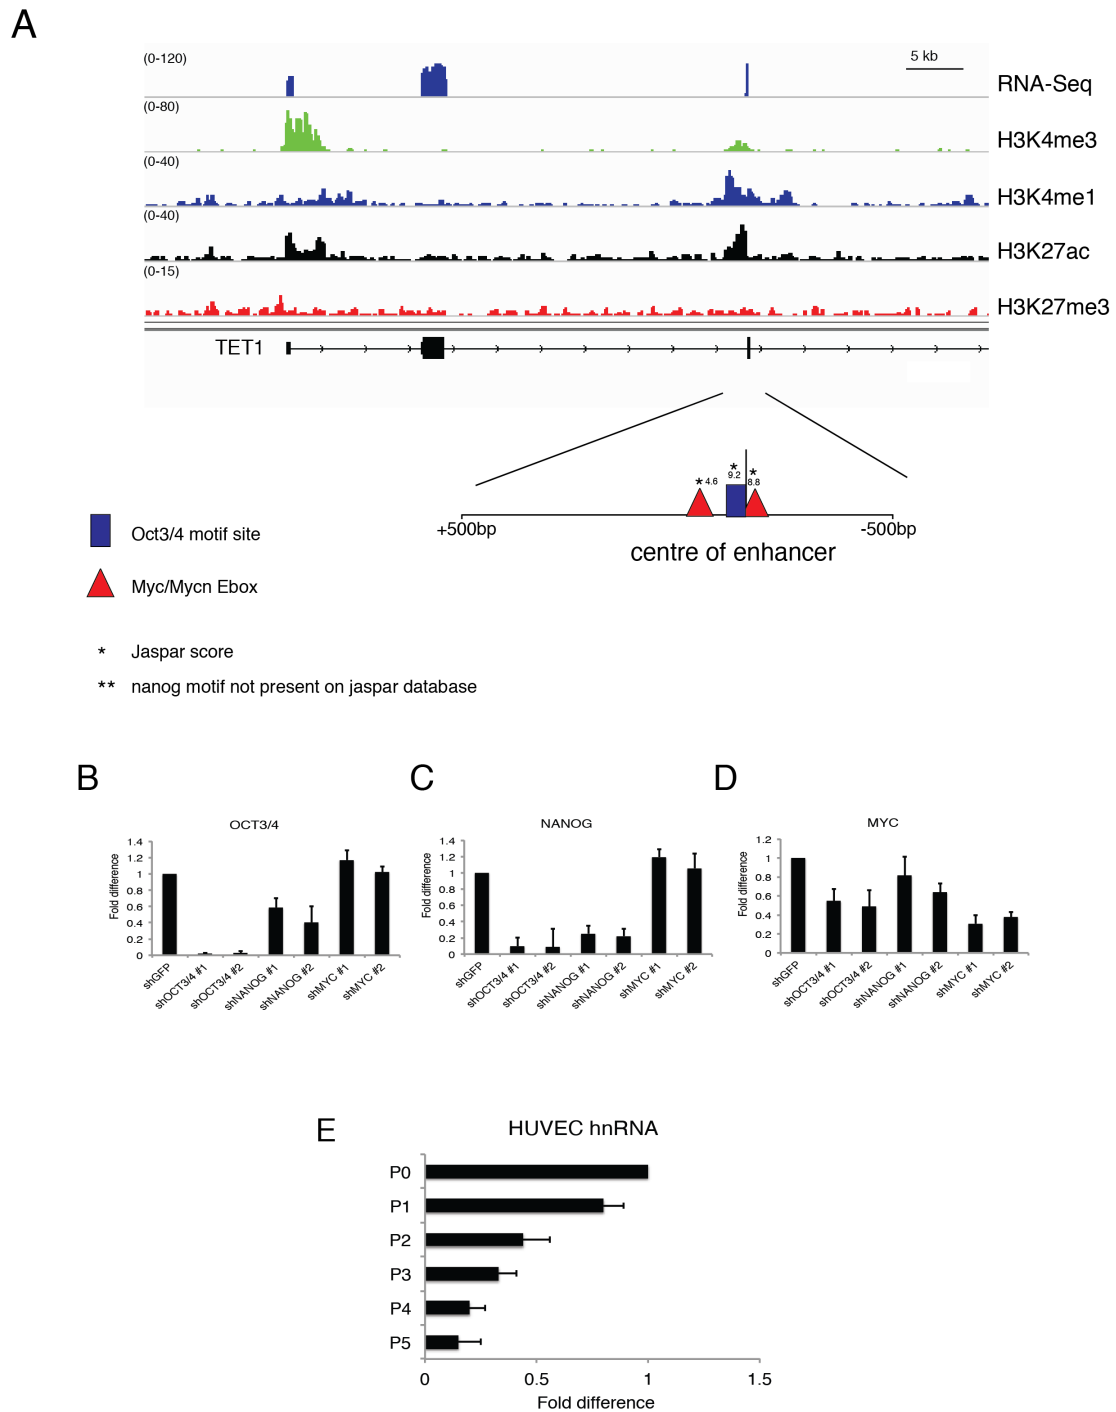 A
(0-120)
5 kb
RNA-Seq
(0-80)
H3K4me3
(0-40)
H3K4me1
(0-40)
H3K27ac
(0-15)
H3K27me3
TET1
* 4.6
*
9.2
*
8.8
+500bp
-500bp
centre of enhancer
Oct3/4 motif site
Myc/Mycn Ebox
* Jaspar score
** nanog motif not present on jaspar database
B
OCT3/4
Fold difference
1.4
1.2
1
0.8
0.6
0.4
0.2
0
shGFP
shOCT3/4 #1
shOCT3/4 #2
shNANOG #1
shNANOG #2
shMYC #1
shMYC #2
C
NANOG
Fold difference
1.4
1.2
1
0.8
0.6
0.4
0.2
0
shGFP
shOCT3/4 #1
shOCT3/4 #2
shNANOG #1
shNANOG #2
shMYC #1
shMYC #2
D
MYC
Fold difference
1.2
1
0.8
0.6
0.4
0.2
0
shGFP
shOCT3/4 #1
shOCT3/4 #2
shNANOG #1
shNANOG #2
shMYC #1
shMYC #2
E
HUVEC hnRNA
P0
P1
P2
P3
P4
P5
0
0.5
1
1.5
Fold difference